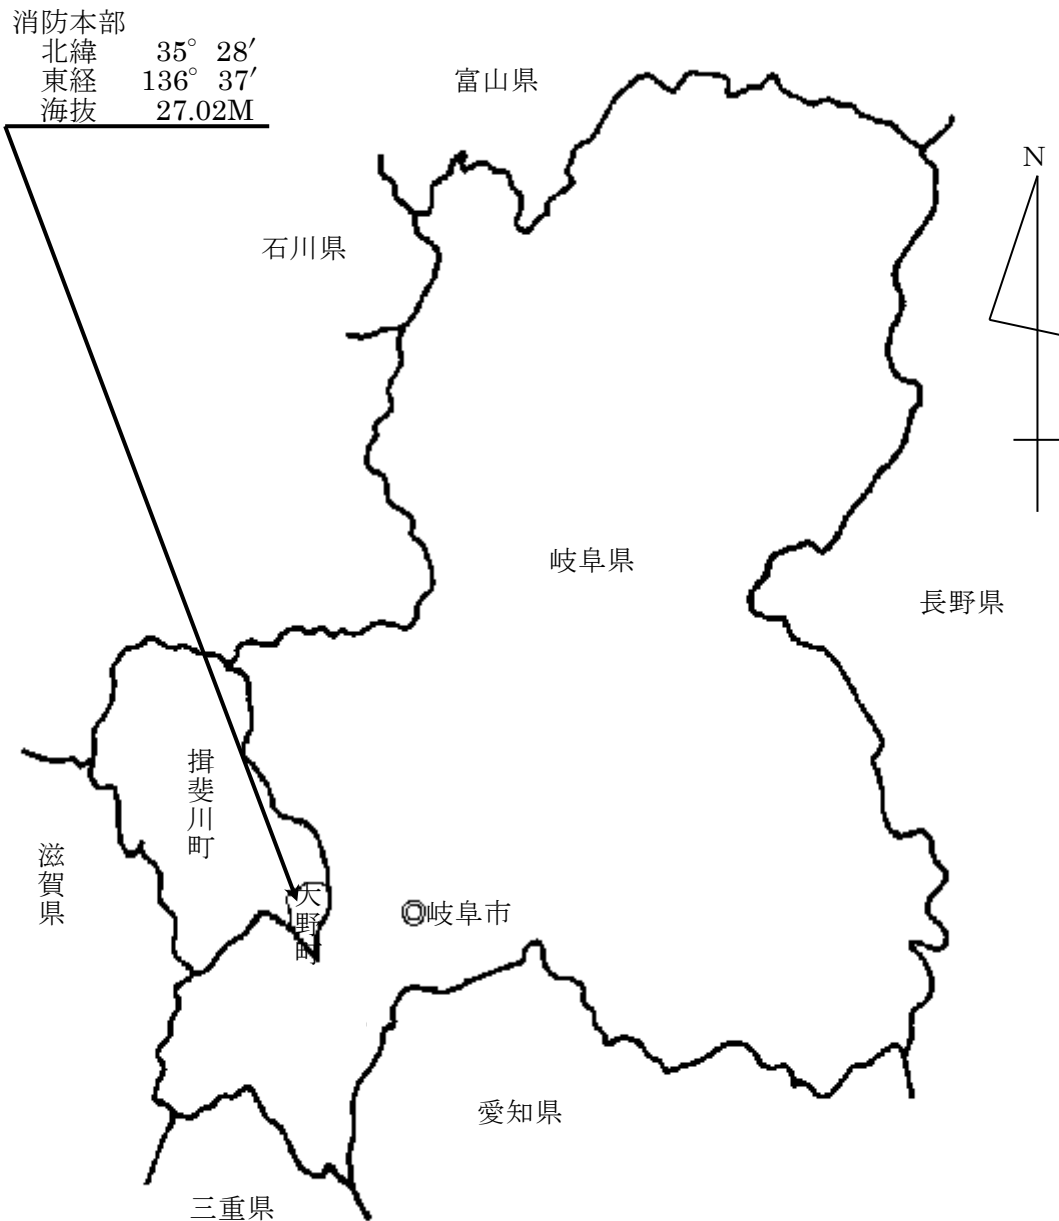 消防本部
北緯 35° 28′
東経 136° 37′
海抜 27.02M
富山県
N
石川県
岐阜県
長野県
揖斐川町
滋賀県
大野町
◎岐阜市
愛知県
三重県